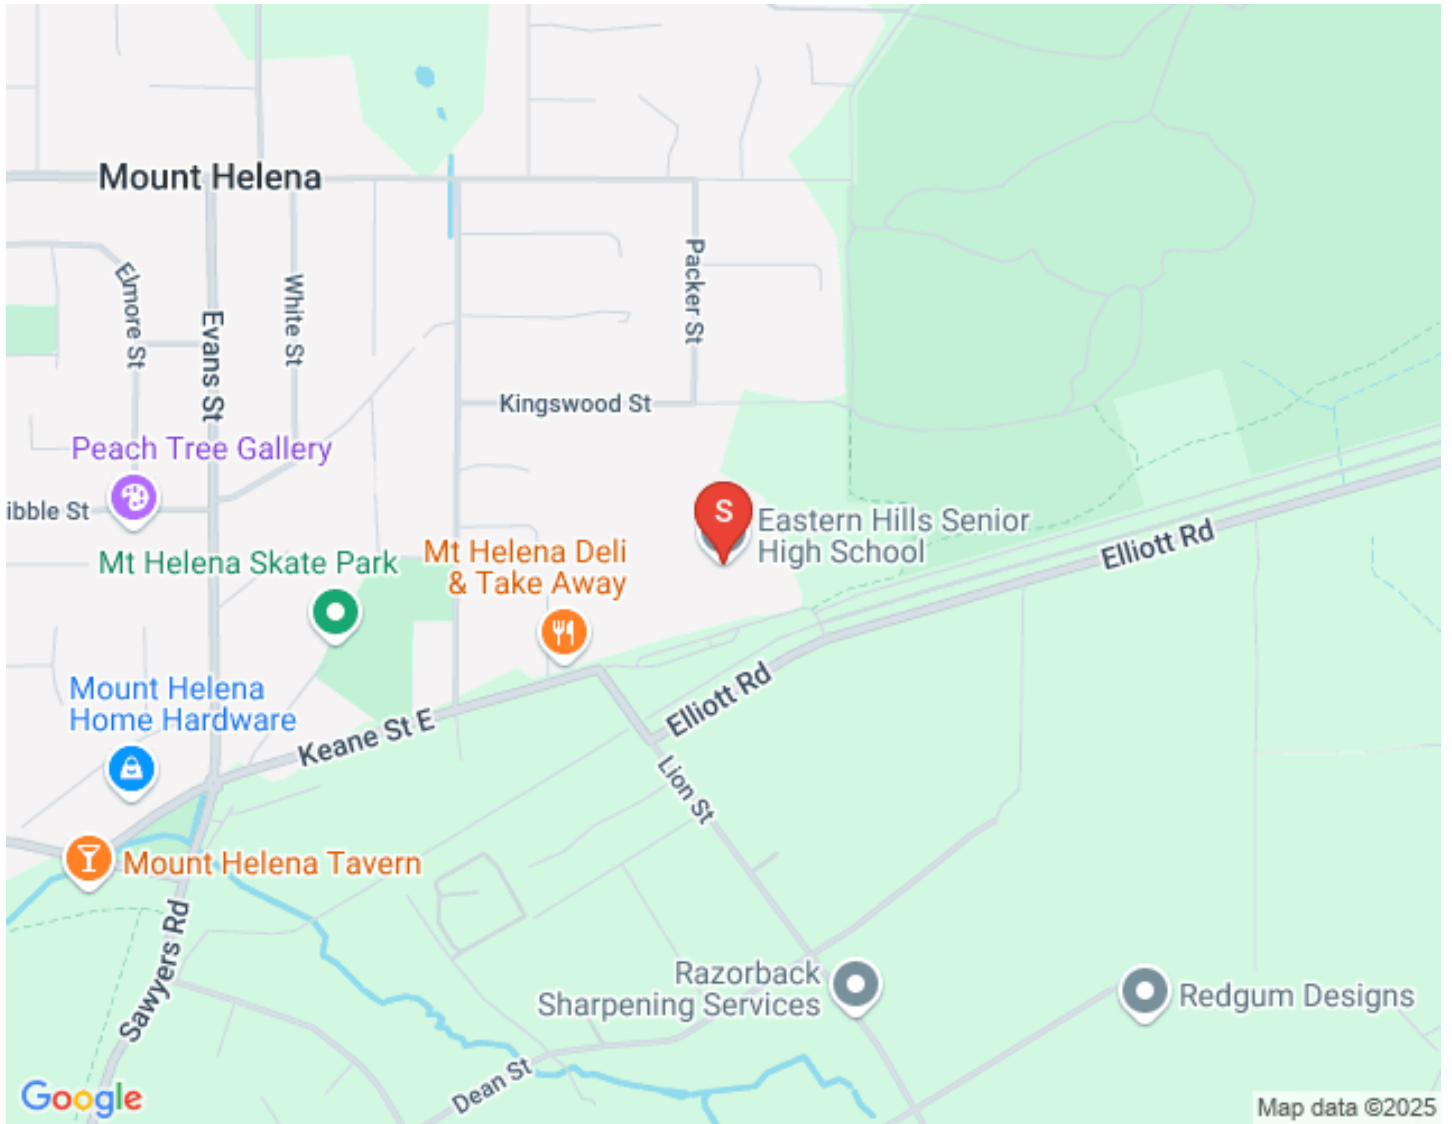 Mount Helena
Elmore St
White St
Evans St
Packer St
Kingswood St
Peach Tree Gallery
ibble St
S
Eastern Hills Senior
High School
Mt Helena Skate Park
Mt Helena Deli
& Take Away
Elliott Rd
Mount Helena
Home Hardware
Keane St E
Elliott Rd
Lion St
Mount Helena Tavern
Sawyers Rd
Razorback
Sharpening Services
Redgum Designs
Dean St
Google
Map data ©2025